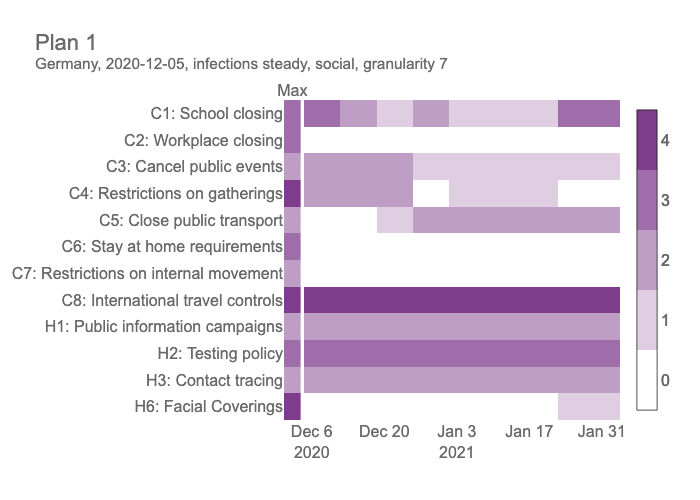 Plan 1
Germany, 2020-12-05, infections steady, social, granularity 7
Max
C1: School closing
C2: Workplace closing
C3: Cancel public events
C4: Restrictions on gatherings
C5: Close public transport
C6: Stay at home requirements
C7: Restrictions on internal movement
C8: International travel controls
H1: Public information campaigns
H2: Testing policy
H3: Contact tracing
H6: Facial Coverings
Dec 6 Dec 20 Jan 3 Jan 17 Jan 31
2020 2021
4
3
2
1
0